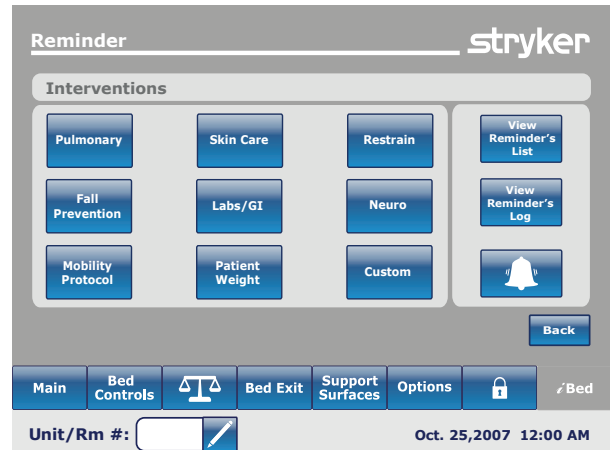 Reminder
stryker
Interventions
Pulmonary
Skin Care
Restrain
View
Reminder's
List
Fall
Prevention
Labs/GI
Neuro
View
Reminder's
Log
Mobility
Protocol
Patient
Weight
Custom
Back
Main
Bed
Controls
Bed Exit
Support
Surfaces
Options
iBed
Unit/Rm #:
Oct. 25,2007 12:00 AM